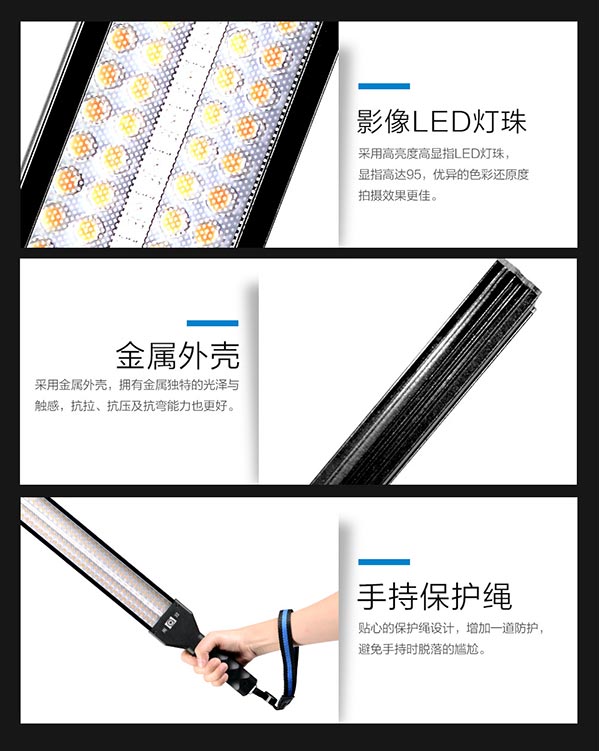 影像LED灯珠
采用高亮度高显指LED灯珠，
显指高达95，优异的色彩还原度
拍摄效果更佳。
金属外壳
采用金属外壳，拥有金属独特的光泽与
触感，抗拉、抗压及抗弯能力也更好。
手持保护绳
贴心的保护绳设计，增加一道防护，
避免手持时脱落的尴尬。